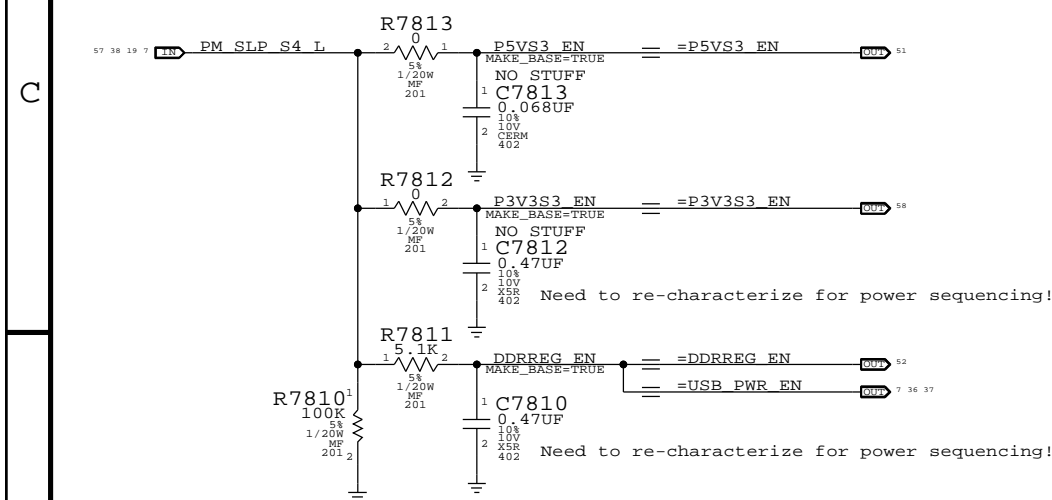 C
57 38 19 7 IN PM_SLP_S4_L
R7813
0
2 1
5%
1/20W
MF
201
P5VS3_EN
MAKE_BASE=TRUE
=P5VS3_EN
OUT 51
NO STUFF
1 C7813
0.068UF
10%
10V
2 CERM
402
R7812
0
1 2
5%
1/20W
MF
201
P3V3S3_EN
MAKE_BASE=TRUE
=P3V3S3_EN
OUT 58
NO STUFF
1 C7812
0.47UF
10%
10V
2 X5R
402
Need to re-characterize for power sequencing!
R7811
5.1K
1 2
5%
1/20W
MF
201
DDRREG_EN
MAKE_BASE=TRUE
=DDRREG_EN
OUT 52
=USB_PWR_EN
OUT 7 36 37
R7810 1
100K
5%
1/20W
MF
201 2
1 C7810
0.47UF
10%
10V
2 X5R
402
Need to re-characterize for power sequencing!